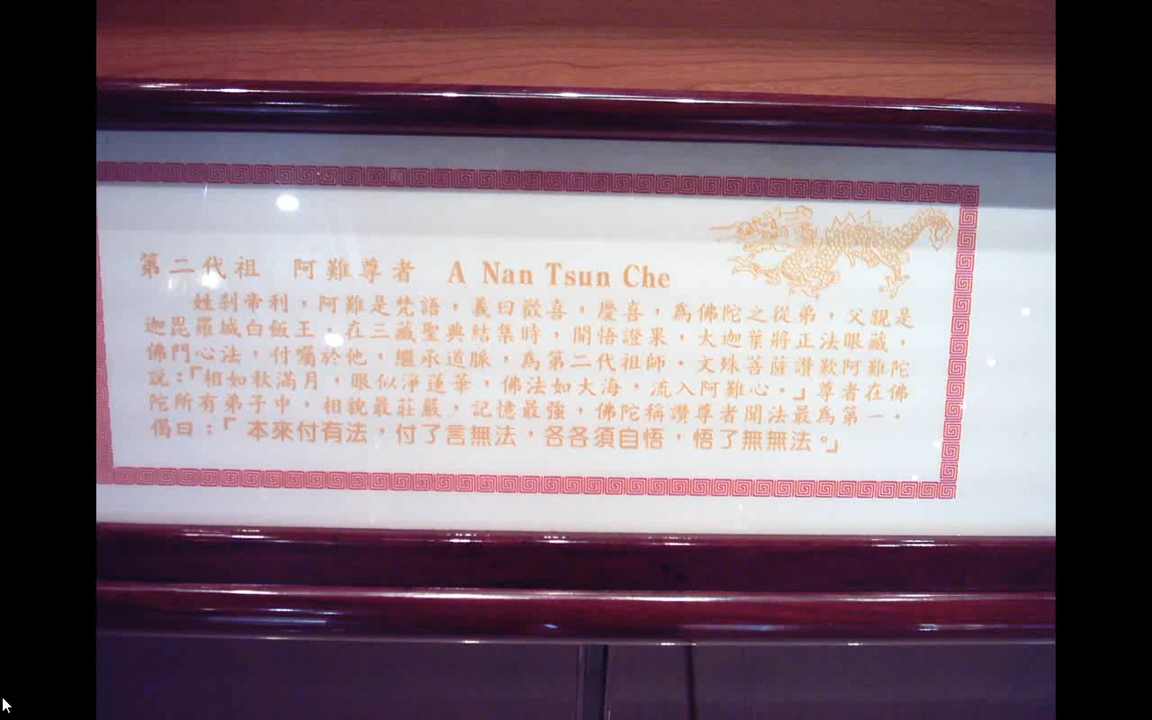 第二代祖 阿難尊者 A Nan Tsun Che
姓剎帝利，阿難是梵語，義曰歡喜，慶喜，為佛陀之從弟，父親是
迦毘羅城白飯王，在三藏聖典結集時，開悟證果，大迦葉將正法眼藏，
佛門心法，付囑於他，繼承道脈，為第二代祖師。文殊菩薩讚歎阿難陀
説：「相如秋滿月，眼似淨蓮華，佛法如大海，流入阿難心。」尊者在佛
陀所有弟子中，相貌最莊嚴，記憶最強，佛陀稱讚尊者聞法最為第一。
偈曰：「本來付有法，付了言無法，各各須自悟，悟了無無法。」